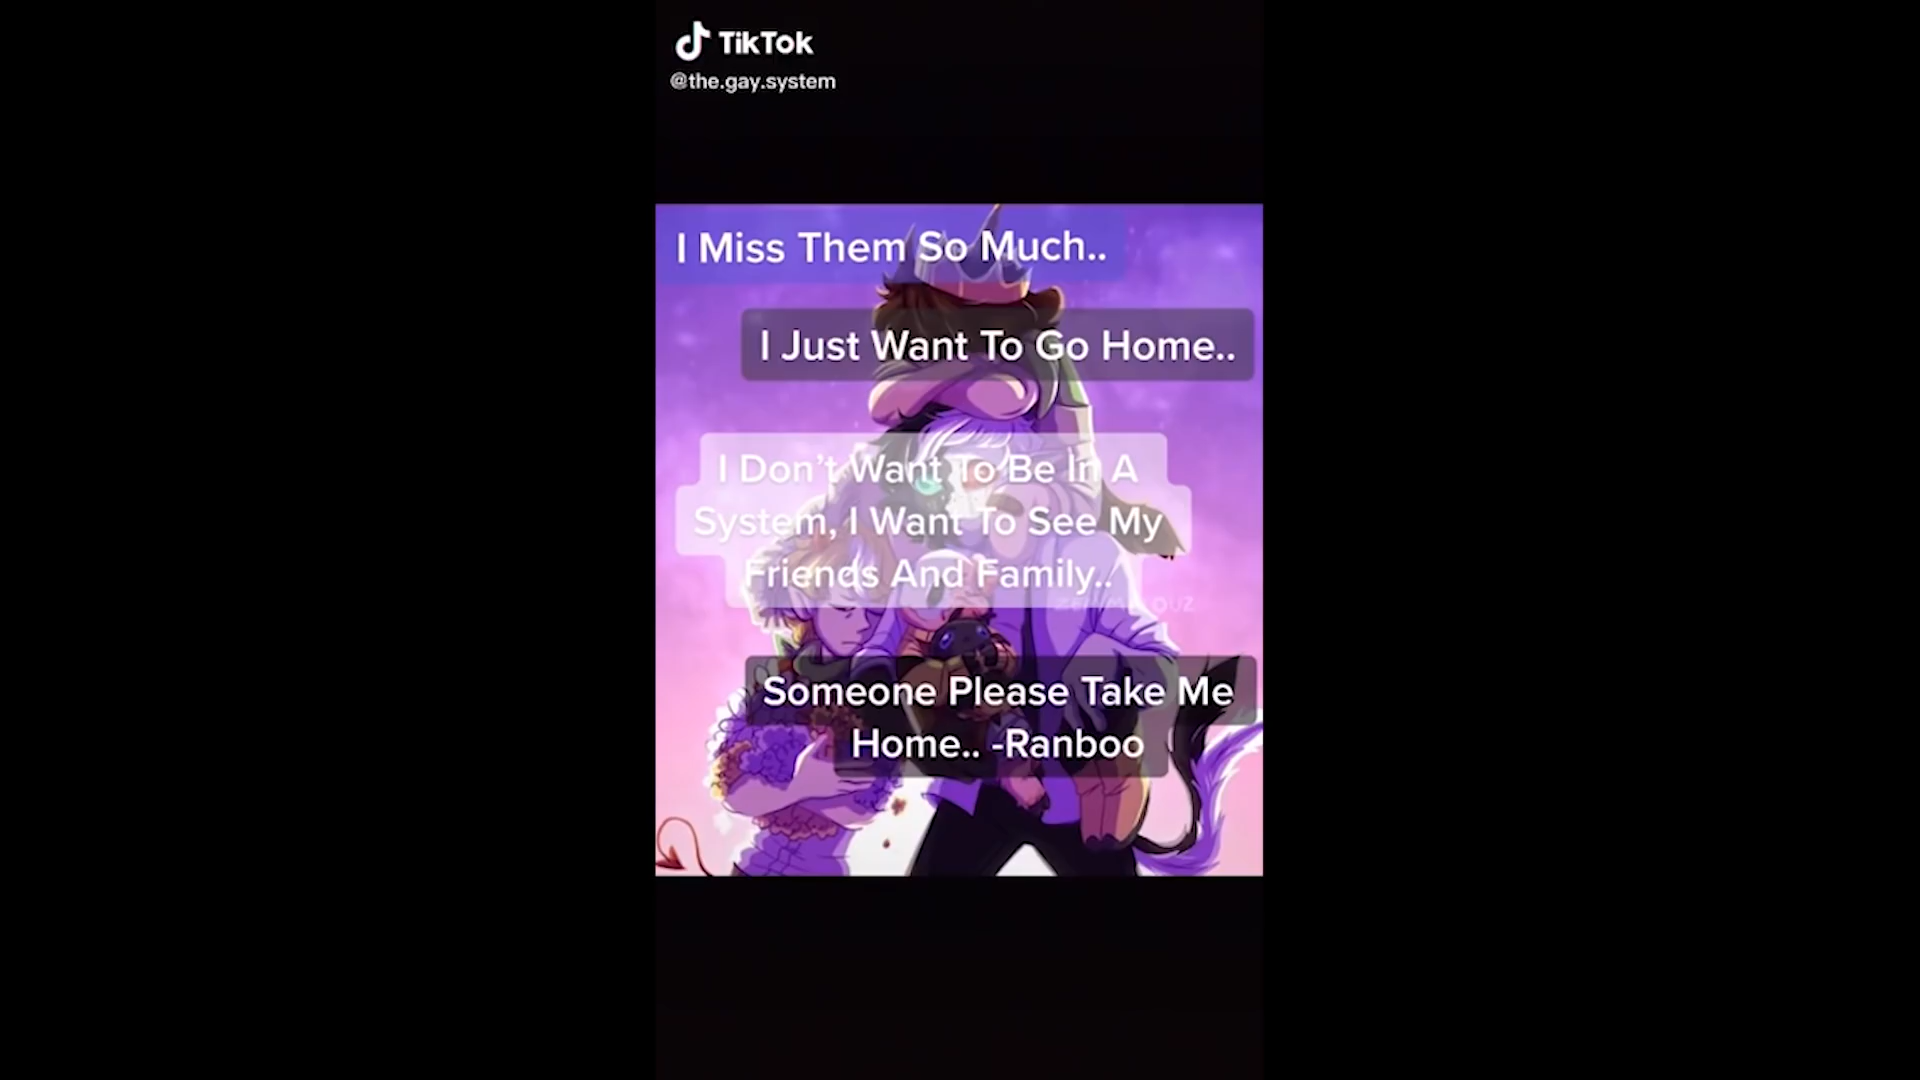 TikTok
@the.gay.system
I Miss Them So Much..
I Just Want To Go Home..
I Don't Want To Be In A
System, I Want To See My
Friends And Family..
Someone Please Take Me
Home.. -Ranboo